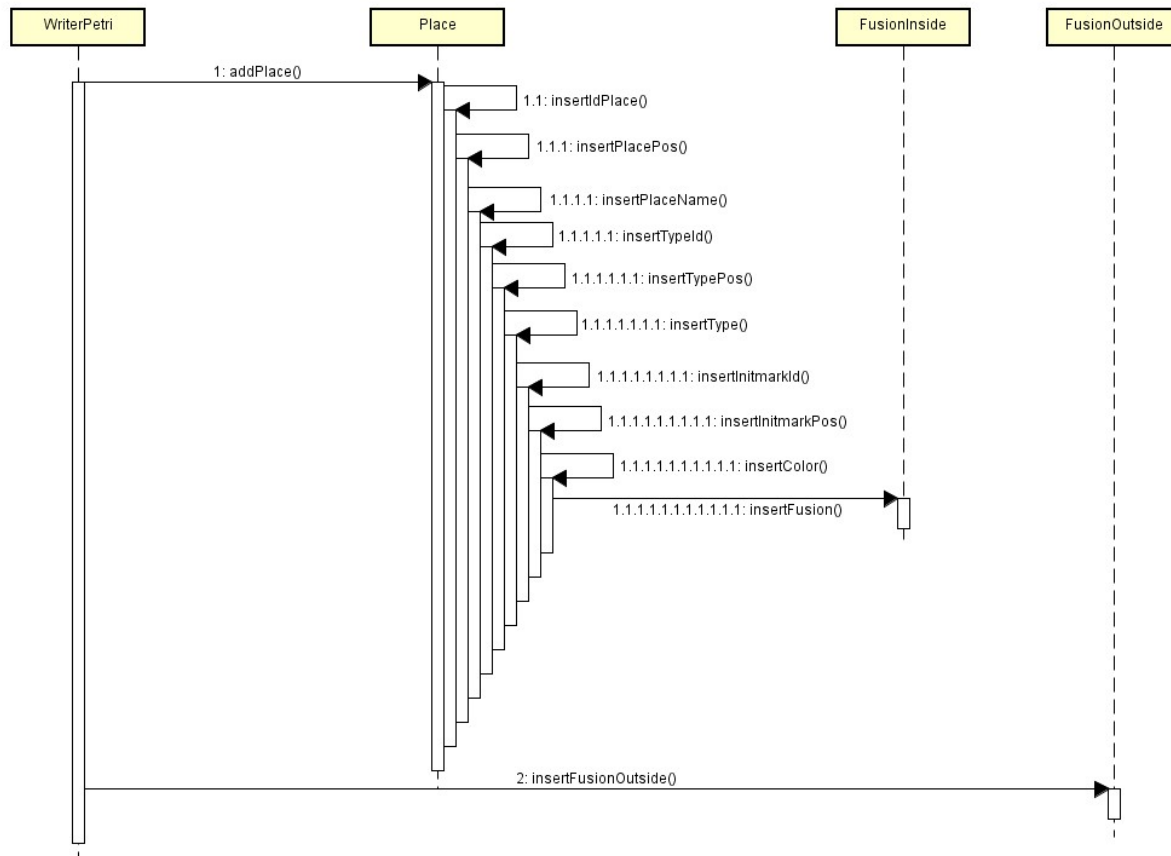 WriterPetri
Place
FusionInside
FusionOutside
1: addPlace()
1.1: insertIdPlace()
1.1.1: insertPlacePos()
1.1.1.1: insertPlaceName()
1.1.1.1.1: insertTypeId()
1.1.1.1.1.1: insertTypePos()
1.1.1.1.1.1.1: insertType()
1.1.1.1.1.1.1.1: insertInitmarkId()
1.1.1.1.1.1.1.1.1: insertInitmarkPos()
1.1.1.1.1.1.1.1.1.1: insertColor()
1.1.1.1.1.1.1.1.1.1.1: insertFusion()
2: insertFusionOutside()